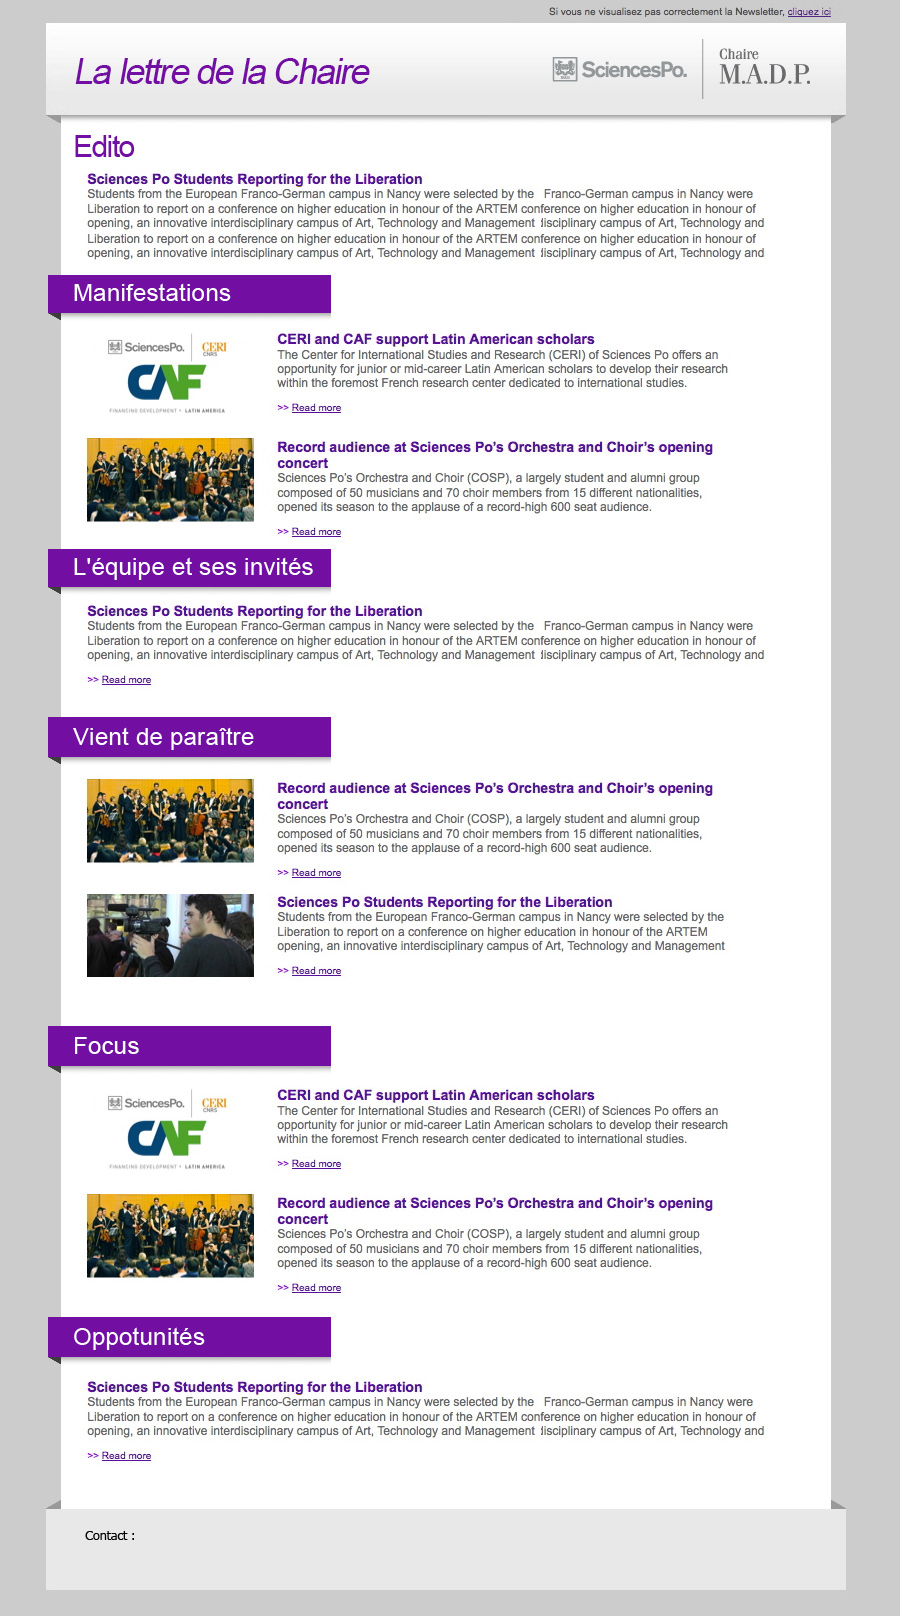 Si vous ne visualisez pas correctement la Newsletter, cliquez ici
La lettre de la Chaire
SciencesPo.
Chaire
M.A.D.P.
Edito
Sciences Po Students Reporting for the Liberation
Students from the European Franco-German campus in Nancy were selected by the Franco-German campus in Nancy were
Liberation to report on a conference on higher education in honour of the ARTEM conference on higher education in honour of
opening, an innovative interdisciplinary campus of Art, Technology and Management lisciplinary campus of Art, Technology and
Liberation to report on a conference on higher education in honour of the ARTEM conference on higher education in honour of
opening, an innovative interdisciplinary campus of Art, Technology and Management lisciplinary campus of Art, Technology and
Manifestations
SciencesPo. CERI
CNRS
CAF
FINANCING DEVELOPMENT • LATIN AMERICA
CERI and CAF support Latin American scholars
The Center for International Studies and Research (CERI) of Sciences Po offers an
opportunity for junior or mid-career Latin American scholars to develop their research
within the foremost French research center dedicated to international studies.
>> Read more
Record audience at Sciences Po’s Orchestra and Choir’s opening
concert
Sciences Po’s Orchestra and Choir (COSP), a largely student and alumni group
composed of 50 musicians and 70 choir members from 15 different nationalities,
opened its season to the applause of a record-high 600 seat audience.
>> Read more
L'équipe et ses invités
Sciences Po Students Reporting for the Liberation
Students from the European Franco-German campus in Nancy were selected by the Franco-German campus in Nancy were
Liberation to report on a conference on higher education in honour of the ARTEM conference on higher education in honour of
opening, an innovative interdisciplinary campus of Art, Technology and Management lisciplinary campus of Art, Technology and
>> Read more
Vient de paraître
Record audience at Sciences Po’s Orchestra and Choir’s opening
concert
Sciences Po’s Orchestra and Choir (COSP), a largely student and alumni group
composed of 50 musicians and 70 choir members from 15 different nationalities,
opened its season to the applause of a record-high 600 seat audience.
>> Read more
Sciences Po Students Reporting for the Liberation
Students from the European Franco-German campus in Nancy were selected by the
Liberation to report on a conference on higher education in honour of the ARTEM
opening, an innovative interdisciplinary campus of Art, Technology and Management
>> Read more
Focus
SciencesPo. CERI
CNRS
CAF
FINANCING DEVELOPMENT • LATIN AMERICA
CERI and CAF support Latin American scholars
The Center for International Studies and Research (CERI) of Sciences Po offers an
opportunity for junior or mid-career Latin American scholars to develop their research
within the foremost French research center dedicated to international studies.
>> Read more
Record audience at Sciences Po’s Orchestra and Choir’s opening
concert
Sciences Po’s Orchestra and Choir (COSP), a largely student and alumni group
composed of 50 musicians and 70 choir members from 15 different nationalities,
opened its season to the applause of a record-high 600 seat audience.
>> Read more
Oppotunités
Sciences Po Students Reporting for the Liberation
Students from the European Franco-German campus in Nancy were selected by the Franco-German campus in Nancy were
Liberation to report on a conference on higher education in honour of the ARTEM conference on higher education in honour of
opening, an innovative interdisciplinary campus of Art, Technology and Management lisciplinary campus of Art, Technology and
>> Read more
Contact :